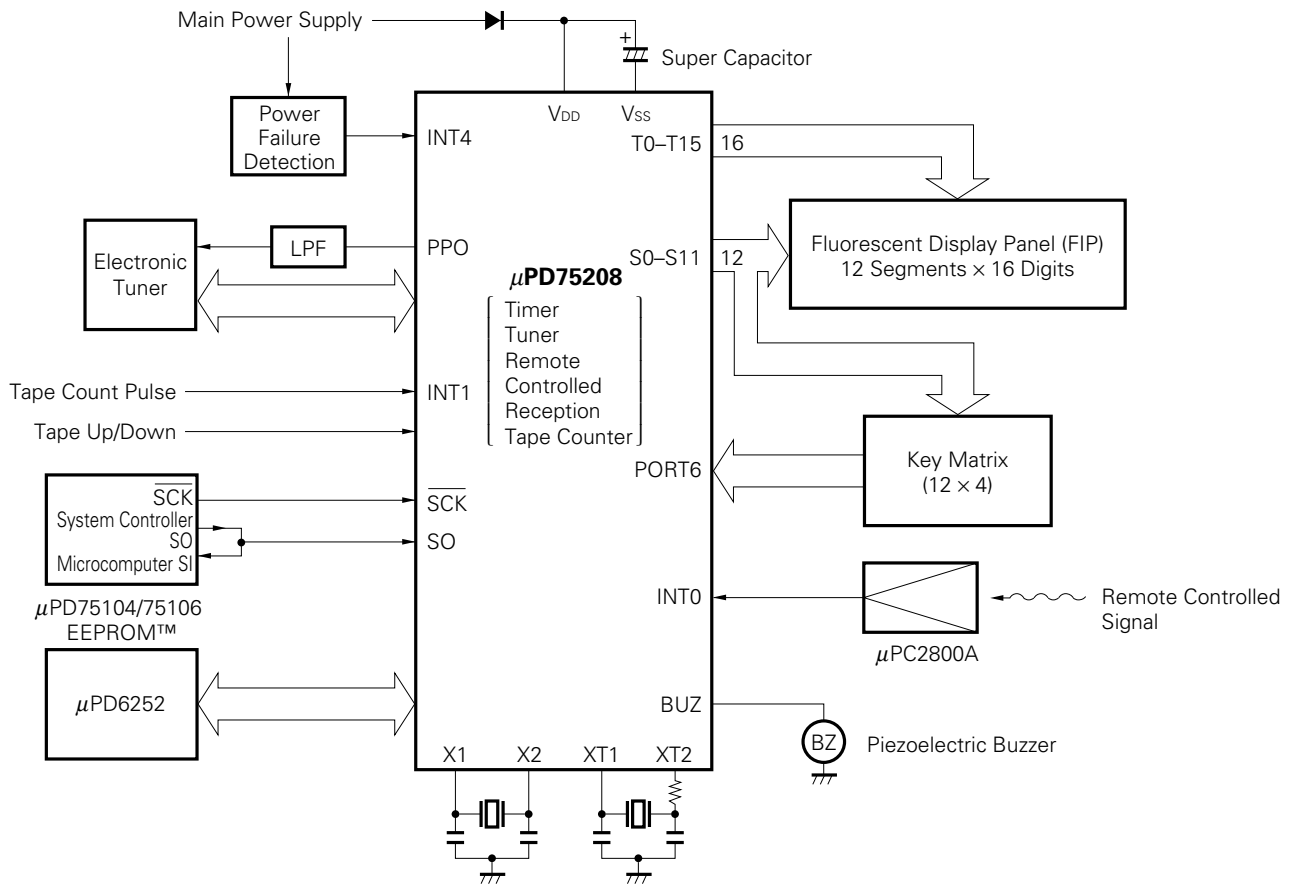 Main Power Supply
+
Super Capacitor
Power
Failure
Detection
VDD
VSS
INT4
T0–T15
16
Electronic
Tuner
LPF
PPO
S0–S11
12
Fluorescent Display Panel (FIP)
12 Segments × 16 Digits
μPD75208
Timer
Tuner
Remote
Controlled
Reception
Tape Counter
Tape Count Pulse
INT1
Tape Up/Down
PORT6
Key Matrix
(12 × 4)
SCK
System Controller
SO
Microcomputer SI
SCK
SO
μPD75104/75106
EEPROM™
μPD6252
INT0
μPC2800A
Remote Controlled
Signal
BUZ
BZ
Piezoelectric Buzzer
X1
X2
XT1
XT2